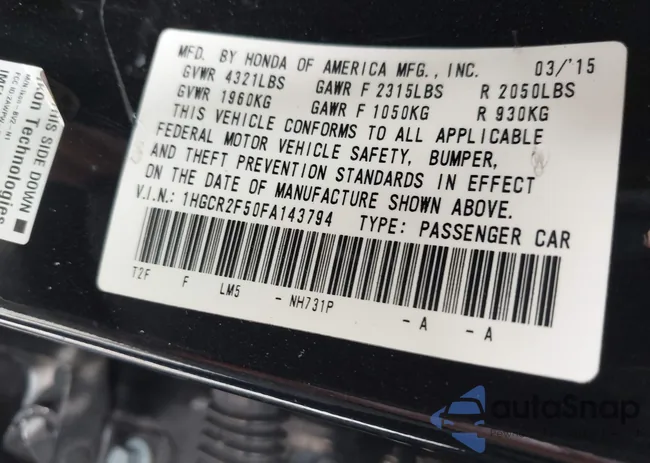 MFD. BY HONDA OF AMERICA MFG., INC. 03/'15
GVWR 4321LBS GAWR F 2315LBS R 2050LBS
GVWR 1960KG GAWR F 1050KG R 930KG
THIS VEHICLE CONFORMS TO ALL APPLICABLE
FEDERAL MOTOR VEHICLE SAFETY, BUMPER,
AND THEFT PREVENTION STANDARDS IN EFFECT
ON THE DATE OF MANUFACTURE SHOWN ABOVE.
V.I.N.: 1HGCR2F50FA143794 TYPE: PASSENGER CAR
T2F F LM5 - NH731P - A - A
THIS SIDE DOWN
Technologies
autoSnap